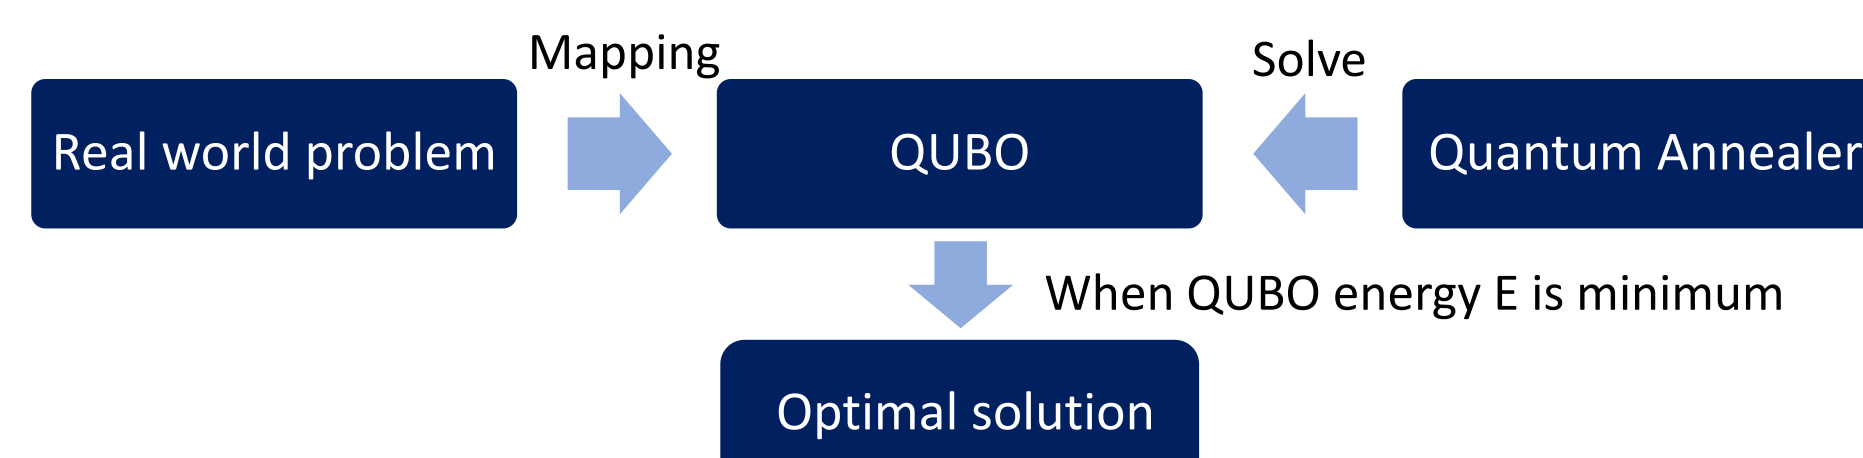 Mapping
Solve
Real world problem
QUBO
Quantum Annealer
When QUBO energy E is minimum
Optimal solution